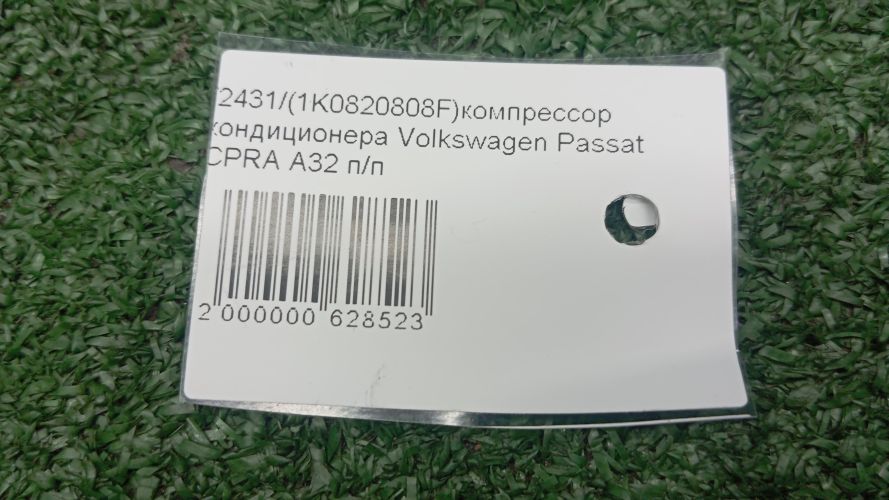 2431/(1K0820808F)компрессор
кондиционера Volkswagen Passat
CPRA A32 п/п
2 000000 628523